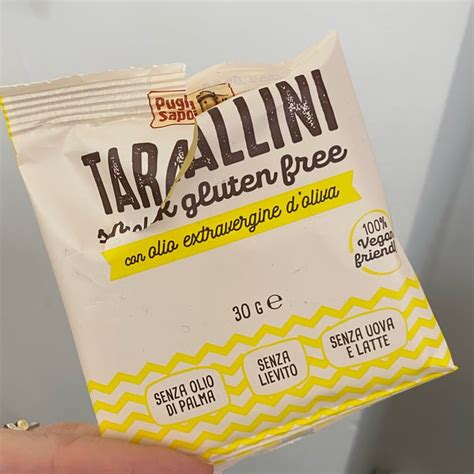 Pugli
Sapo
TARALLINI
gluten free
con olio extravergine d'oliva
100%
Vegan
friendly
30 G ℮
SENZA OLIO
DI PALMA
SENZA
LIEVITO
SENZA UOVA
E LATTE